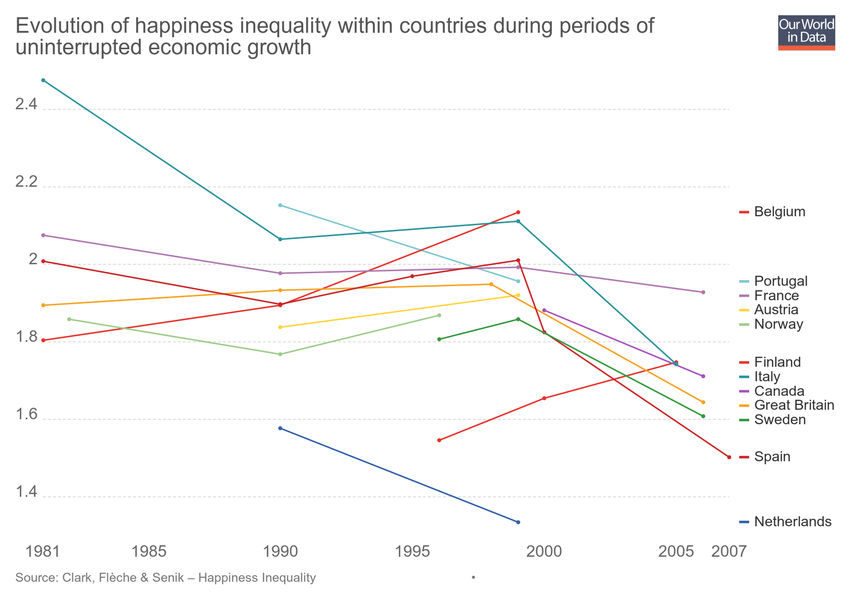 Evolution of happiness inequality within countries during periods of
uninterrupted economic growth
Our World
in Data
2.4
2.2
2
1.8
1.6
1.4
Belgium
Portugal
France
Austria
Norway
Finland
Italy
Canada
Great Britain
Sweden
Spain
Netherlands
1981 1985 1990 1995 2000 2005 2007
Source: Clark, Flèche & Senik – Happiness Inequality